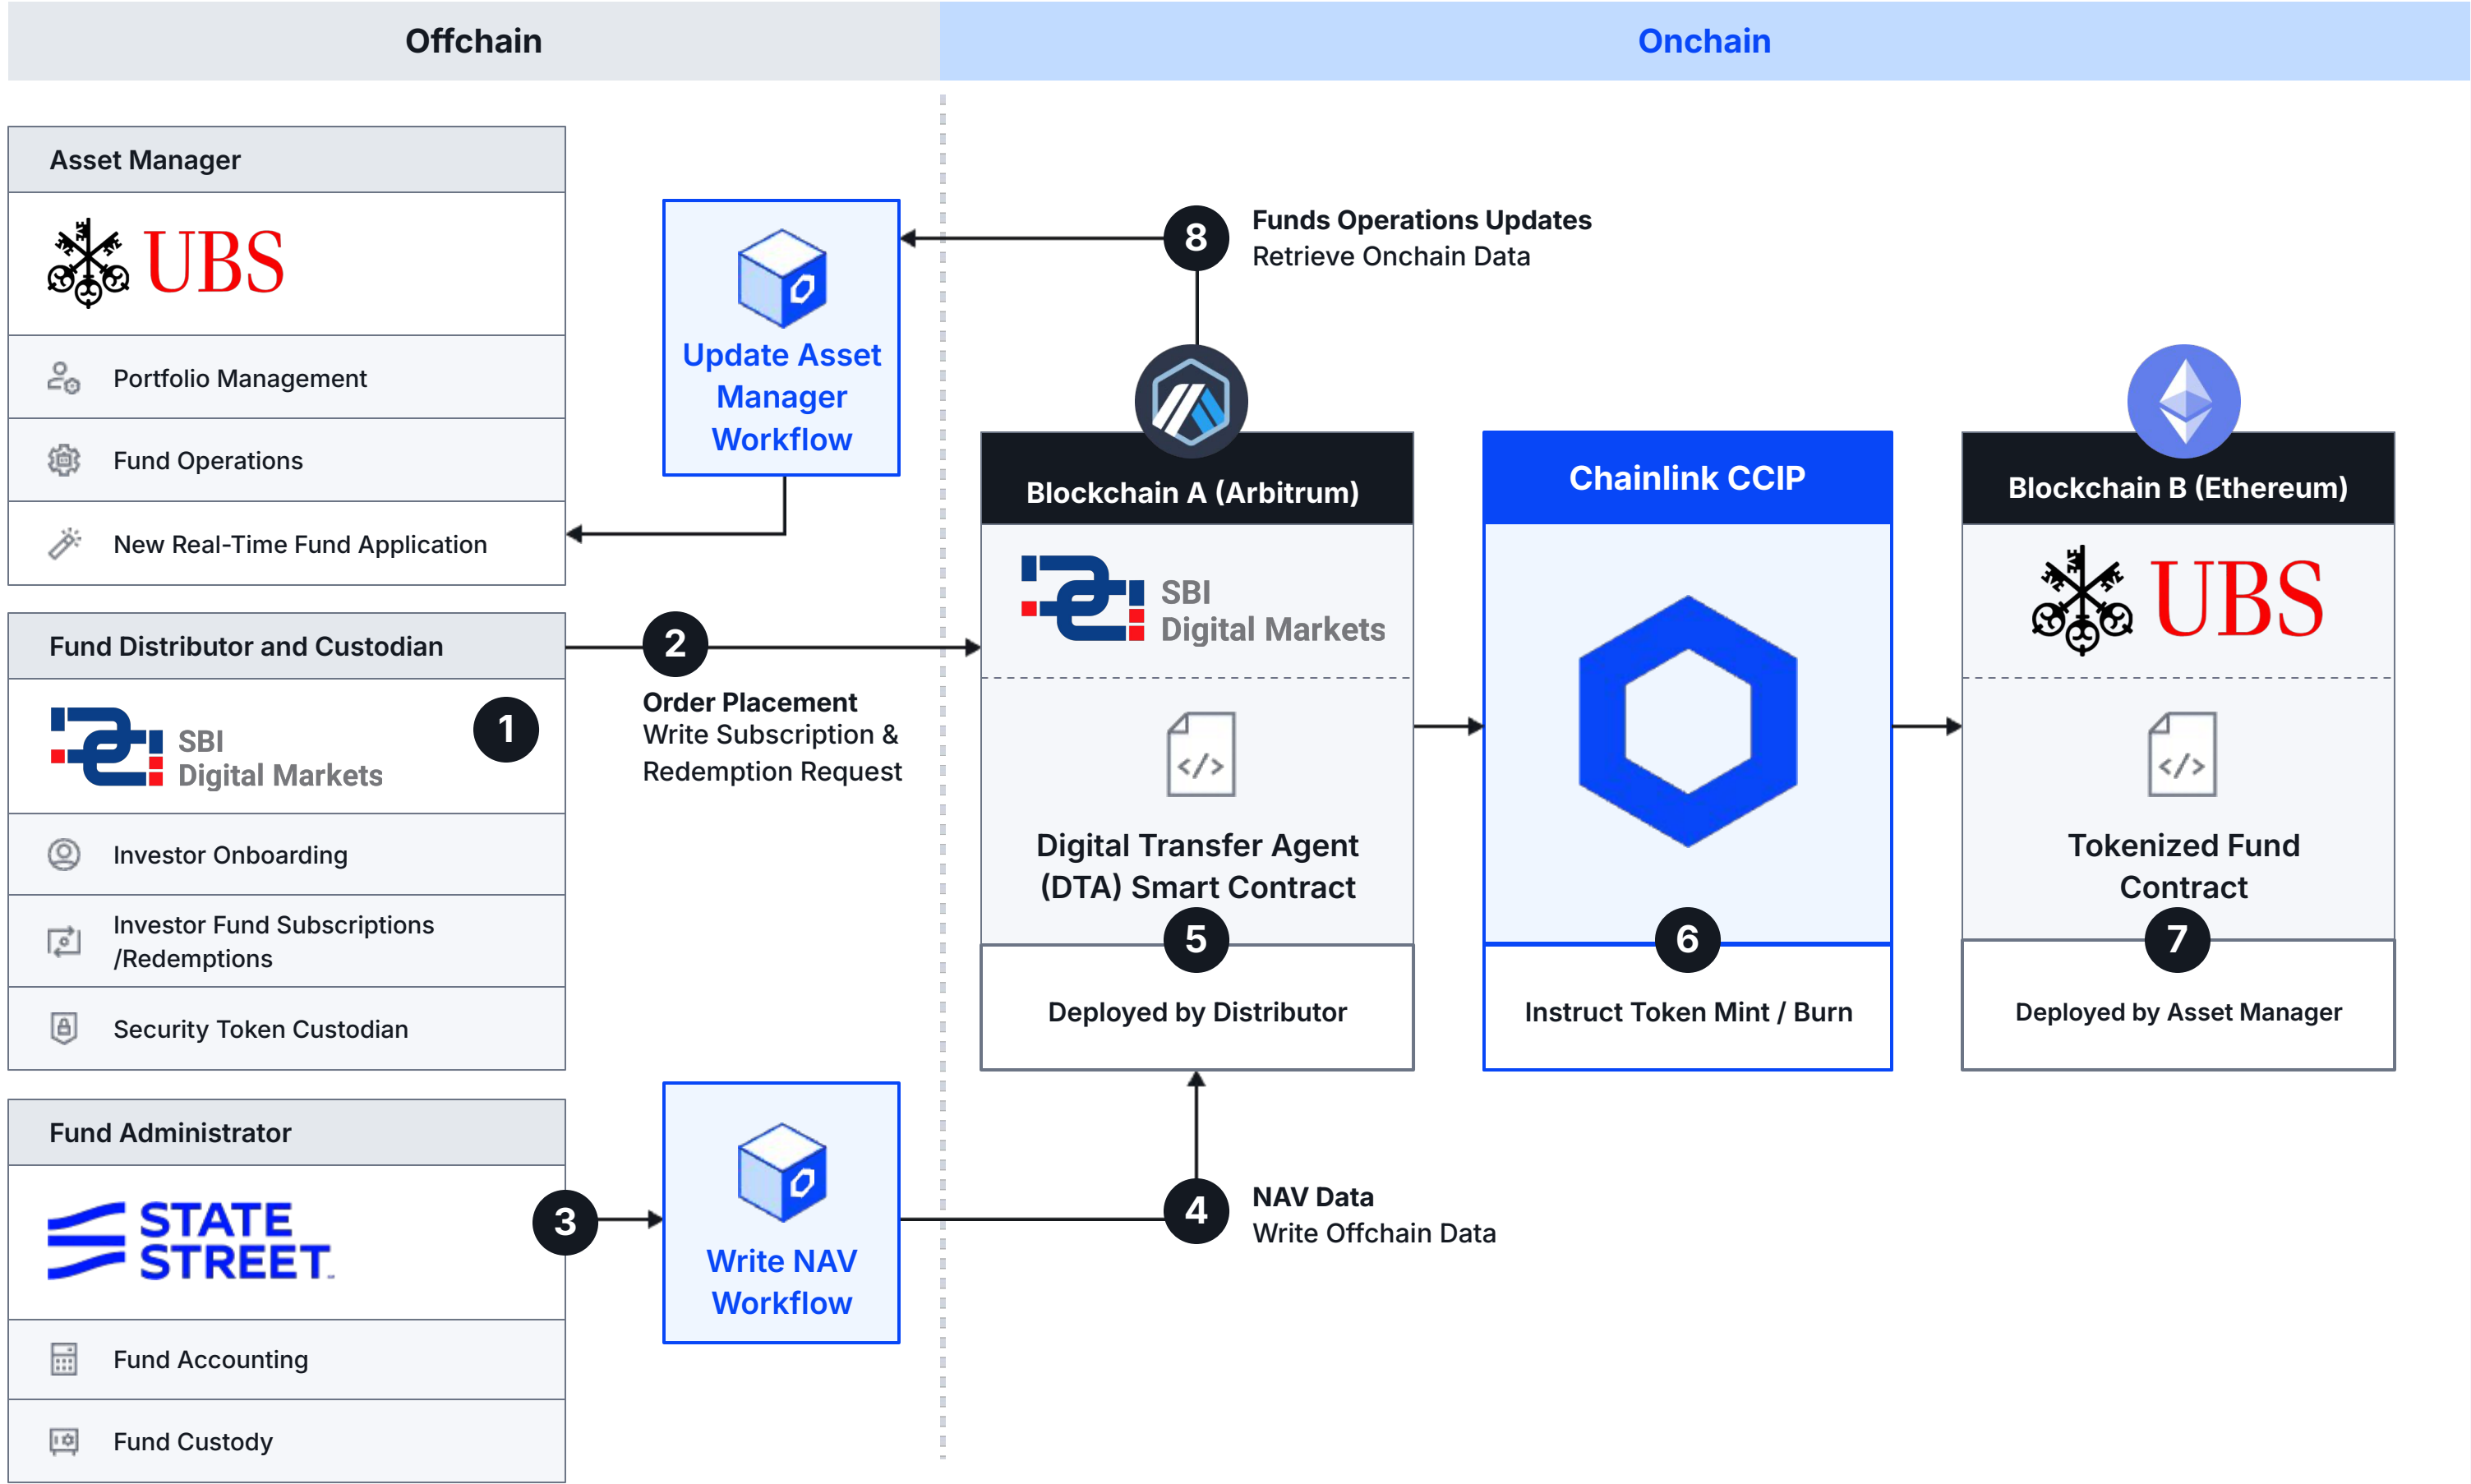 Offchain
Onchain
Asset Manager
UBS
Portfolio Management
Fund Operations
New Real-Time Fund Application
Update Asset
Manager
Workflow
8
Funds Operations Updates
Retrieve Onchain Data
Fund Distributor and Custodian
1
SBI
Digital Markets
Investor Onboarding
Investor Fund Subscriptions
/Redemptions
Security Token Custodian
2
Order Placement
Write Subscription &
Redemption Request
Fund Administrator
STATE
STREET
3
Fund Accounting
Fund Custody
Write NAV
Workflow
4
NAV Data
Write Offchain Data
Blockchain A (Arbitrum)
SBI
Digital Markets
</>
Digital Transfer Agent
(DTA) Smart Contract
5
Deployed by Distributor
Chainlink CCIP
6
Instruct Token Mint / Burn
Blockchain B (Ethereum)
UBS
</>
Tokenized Fund
Contract
7
Deployed by Asset Manager